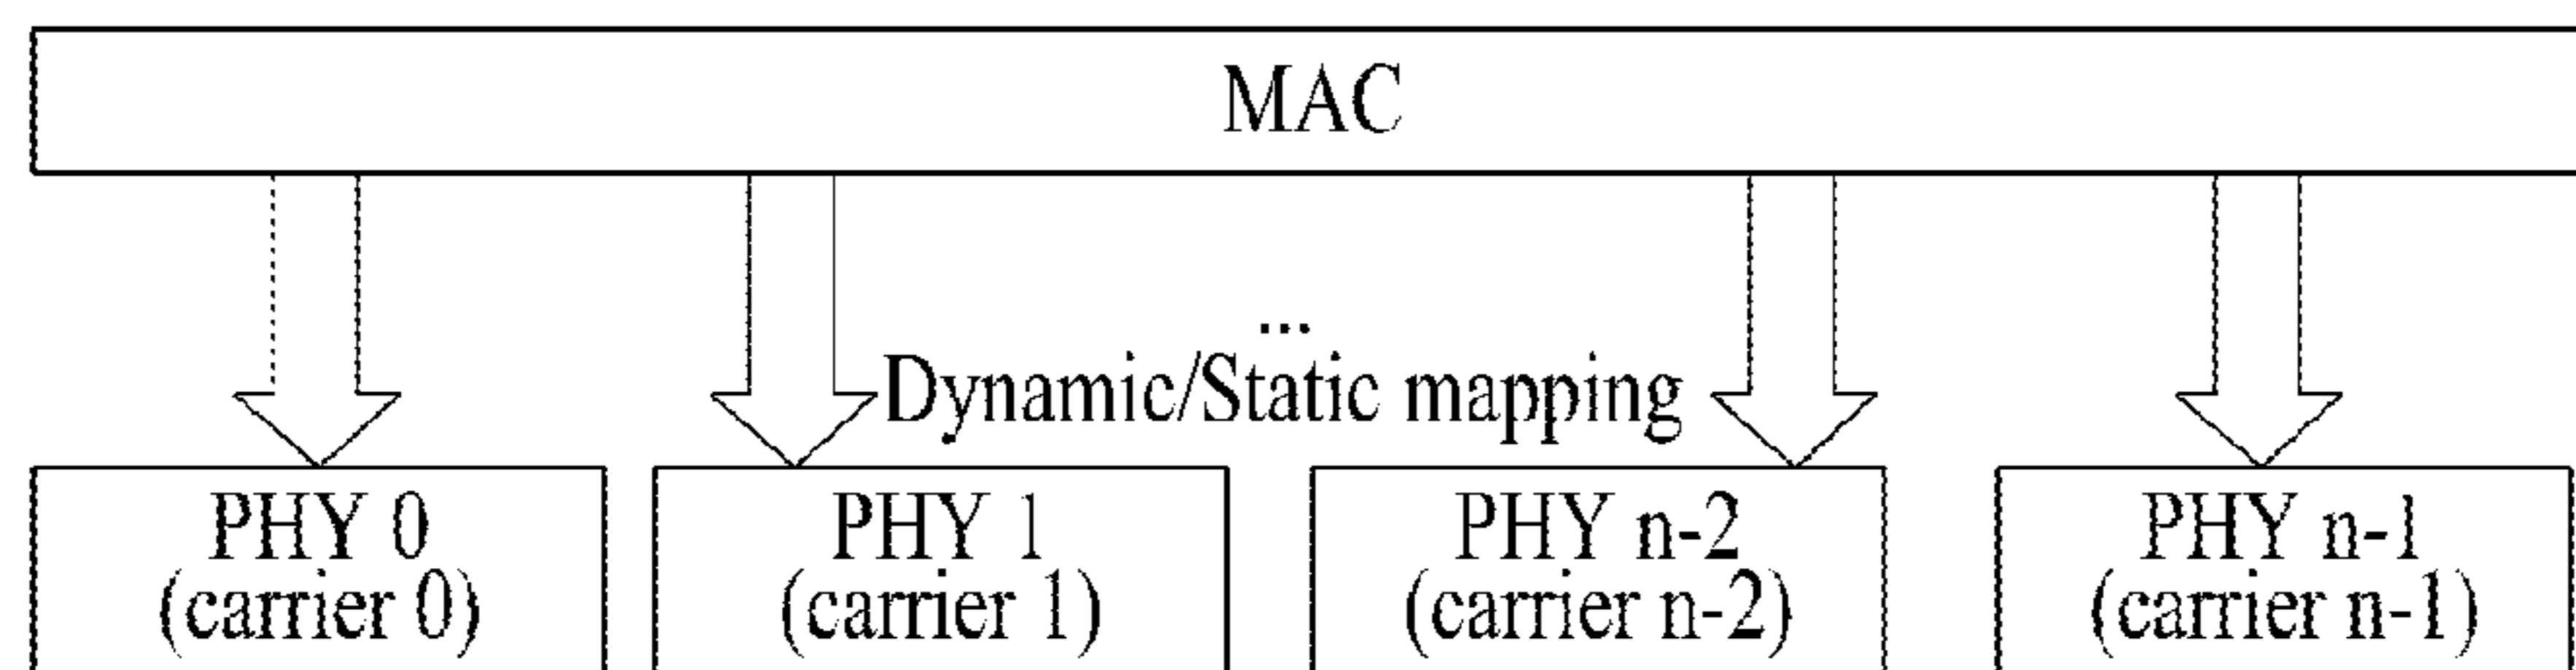 MAC
...
Dynamic/Static mapping
PHY 0
(carrier 0)
PHY 1
(carrier 1)
PHY n-2
(carrier n-2)
PHY n-1
(carrier n-1)